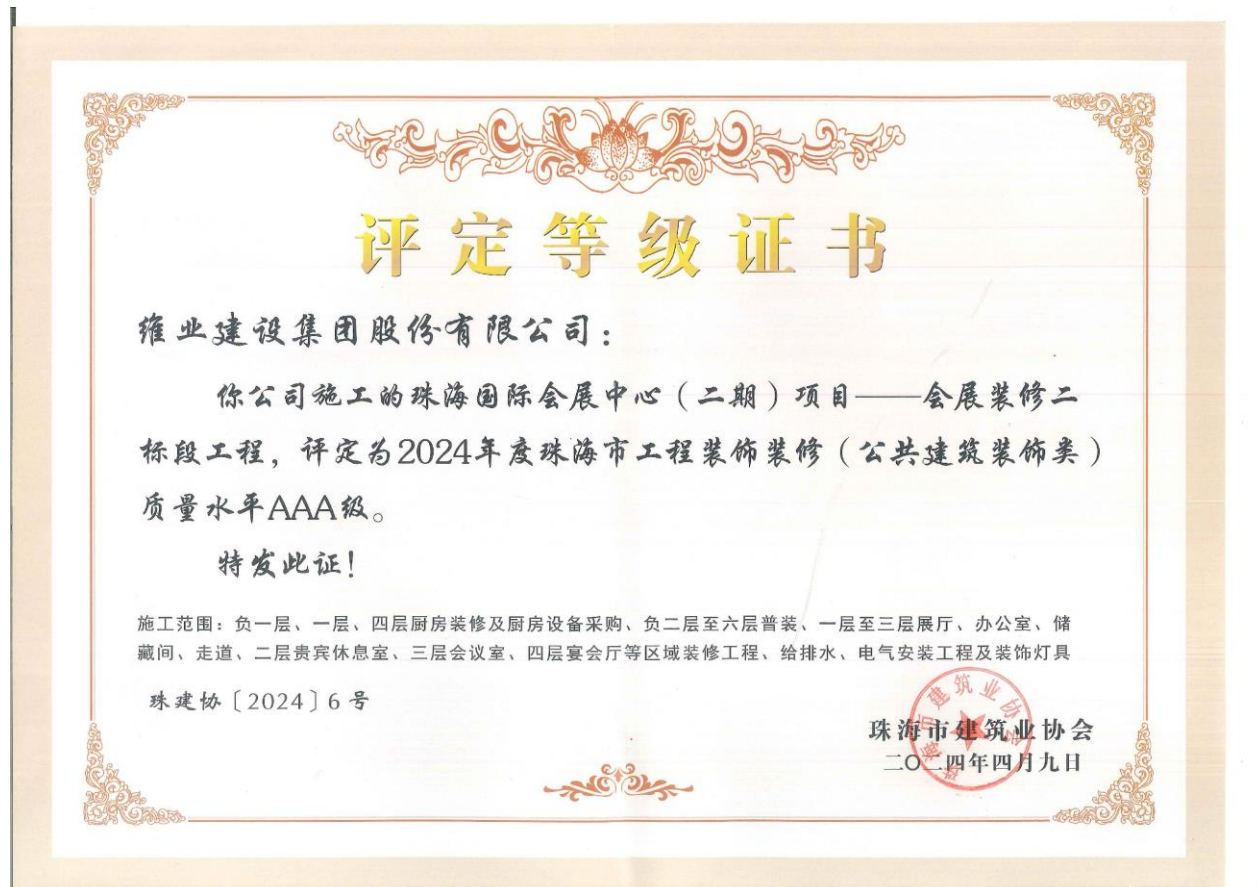 评定等级证书
维业建设集团股份有限公司：
你公司施工的珠海国际会展中心（二期）项目——会展装修二
标段工程，评定为2024年度珠海市工程装饰装修（公共建筑装饰类）
质量水平AAA级。
特发此证！
施工范围：负一层、一层、四层厨房装修及厨房设备采购、负二层至六层普装、一层至三层展厅、办公室、储
藏间、走道、二层贵宾休息室、三层会议室、四层宴会厅等区域装修工程、给排水、电气安装工程及装饰灯具
珠建协〔2024〕6号
珠海市建筑业协会
珠海市建筑业协会
二〇二四年四月九日